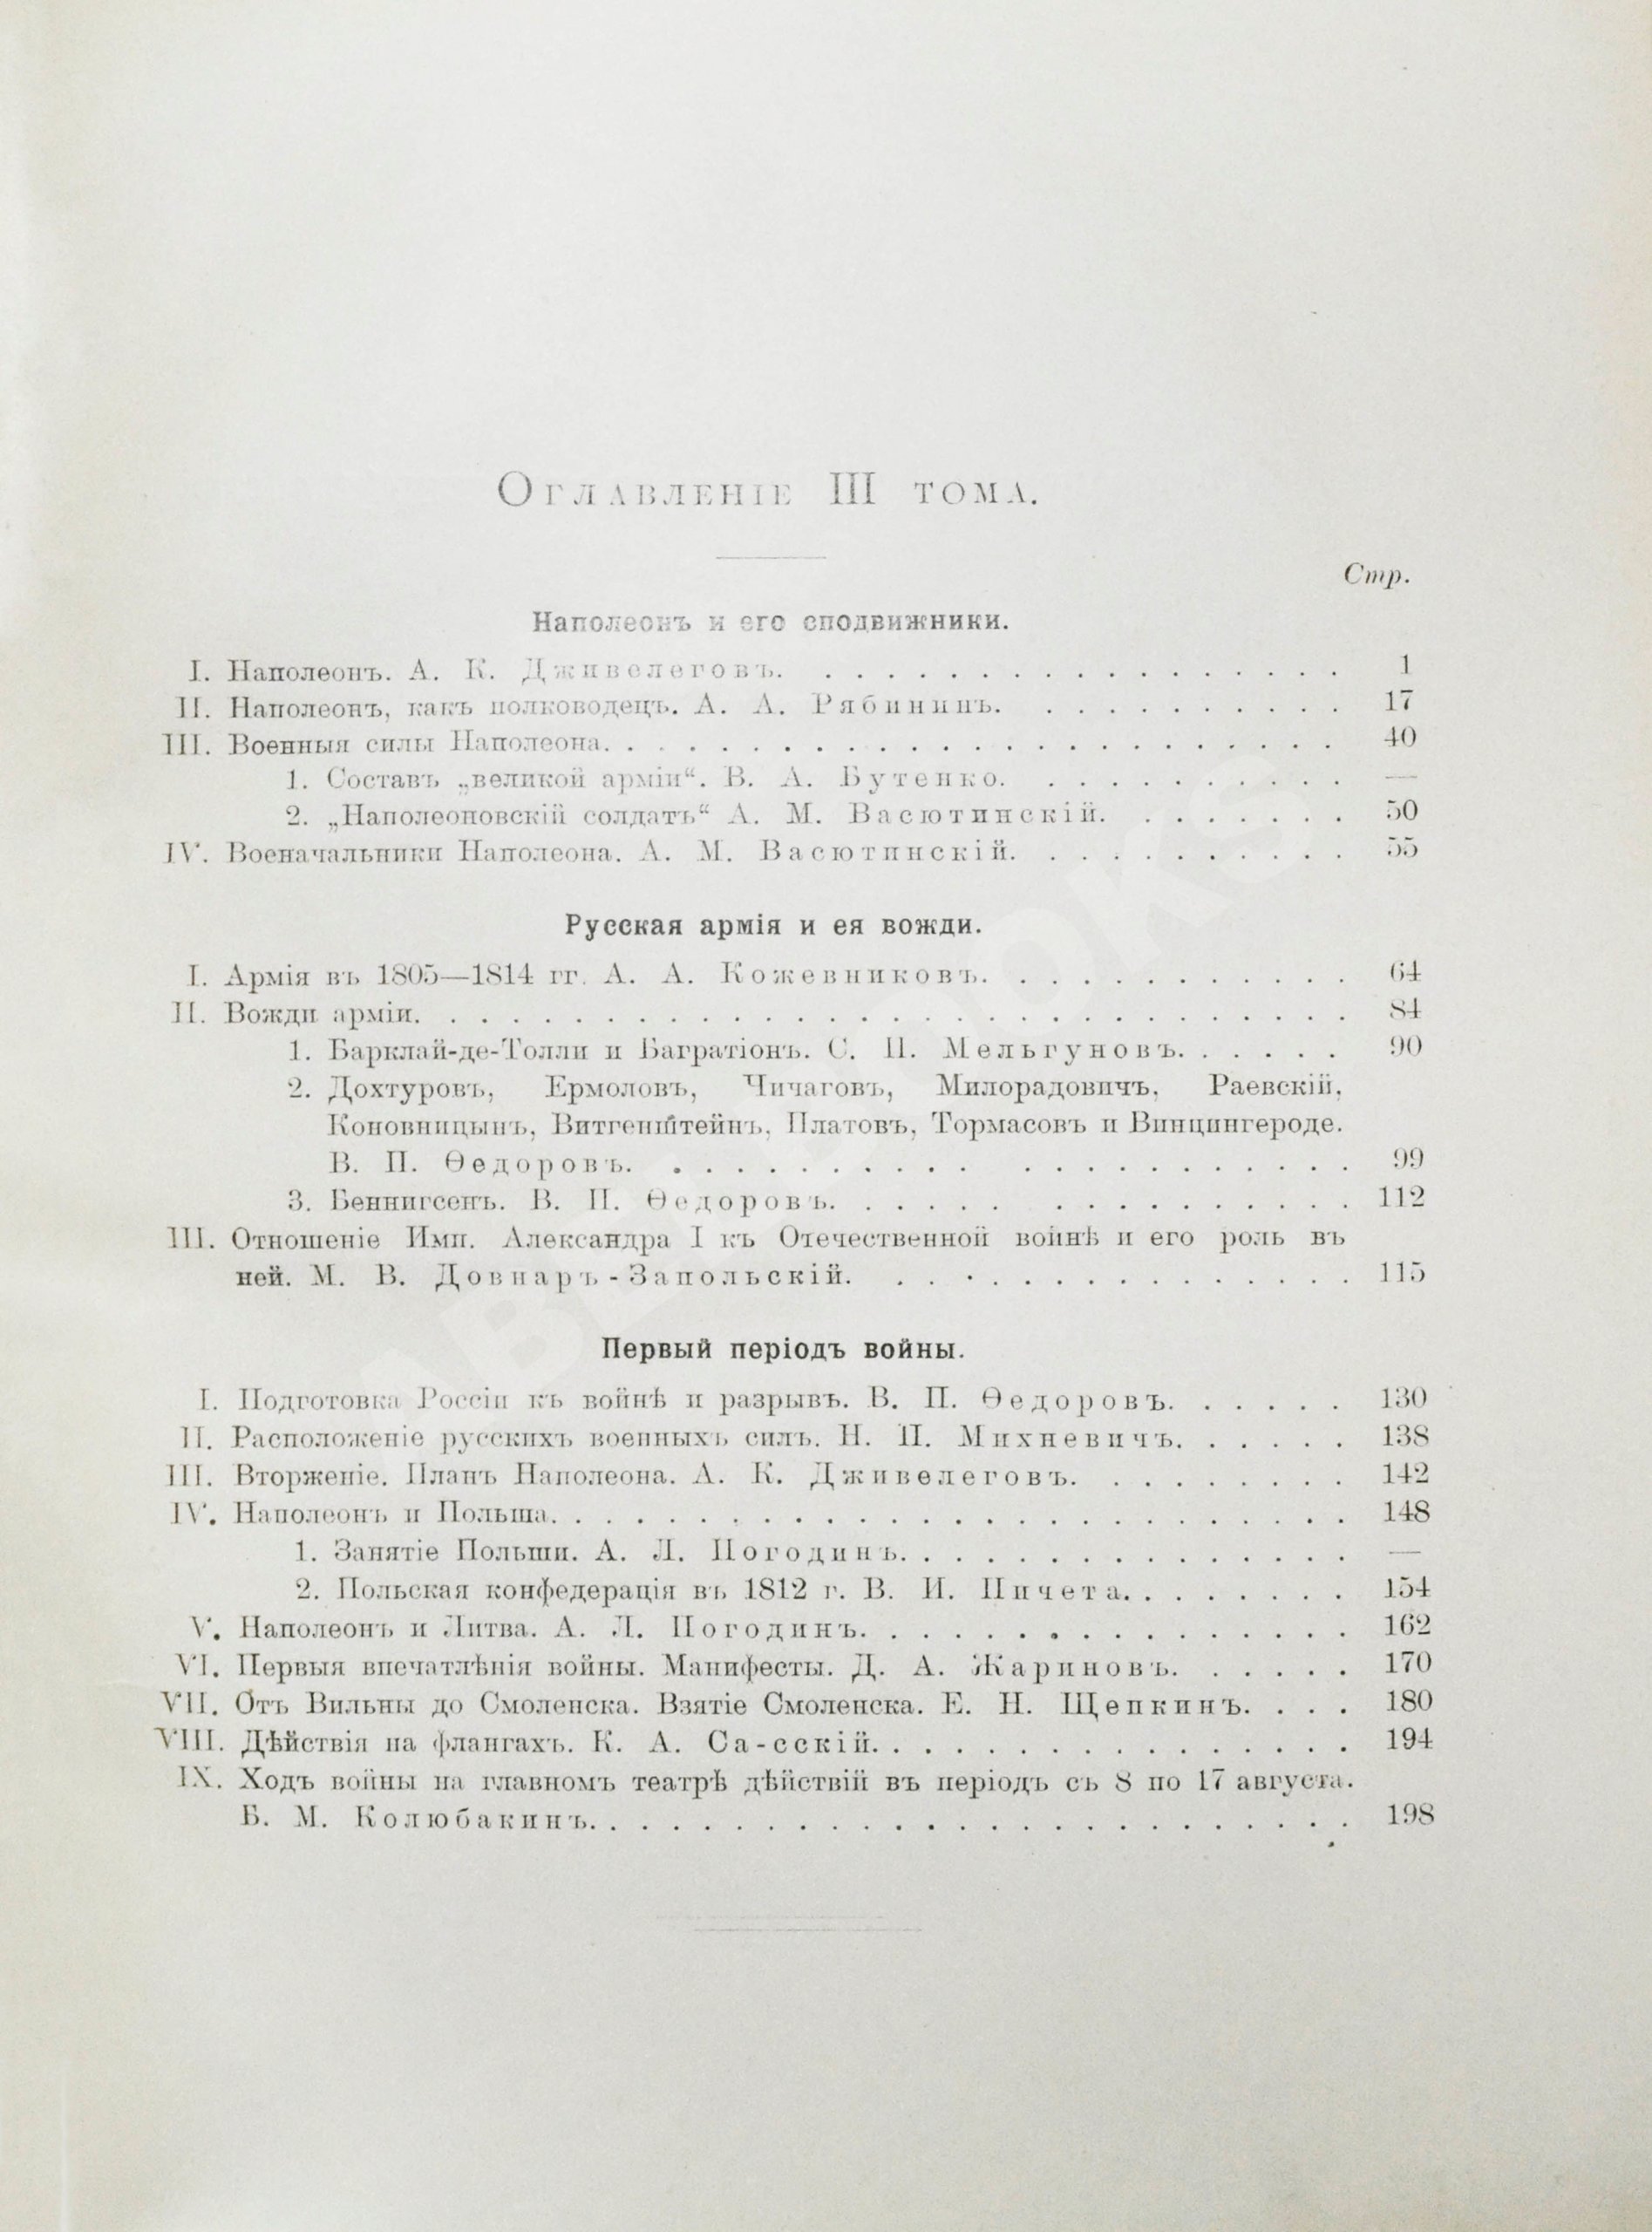 Оглавленіе III тома.
Стр.
Наполеонъ и его сподвижники.
I. Наполеонъ. А. К. Дживелеговъ. . . . . . . . . . . . . . . . . . 1
II. Наполеонъ, какъ полководецъ. А. А. Рябининъ. . . . . . . . . . . 17
III. Военныя силы Наполеона. . . . . . . . . . . . . . . . . . . . . . . . 40
1. Составъ „великой арміи“. В. А. Бутенко. . . . . . . . . . . —
2. „Наполеоновскій солдатъ“ А. М. Васютинскій. . . . . . . . 50
IV. Военачальники Наполеона. А. М. Васютинскій. . . . . . . . . . . 55
Русская армія и ея вожди.
I. Армія въ 1805—1814 гг. А. А. Кожевниковъ. . . . . . . . . . . . 64
II. Вожди арміи. . . . . . . . . . . . . . . . . . . . . . . . . . . . . . 84
1. Барклай-де-Толли и Багратіонъ. С. П. Мельгуновъ. . . . . . 90
2. Дохтуровъ, Ермоловъ, Чичаговъ, Милорадовичъ, Раевскій,
Коновницынъ, Витгенштейнъ, Платовъ, Тормасовъ и Винцингероде.
В. П. Ѳедоровъ. . . . . . . . . . . . . . . . . . . . . . 99
3. Беннигсенъ. В. П. Ѳедоровъ. . . . . . . . . . . . . . . . 112
III. Отношеніе Имп. Александра I къ Отечественной войнѣ и его роль въ
ней. М. В. Довнаръ-Запольскій. . . . . . . . . . . . . . . . 115
Первый періодъ войны.
I. Подготовка Россіи къ войнѣ и разрывъ. В. П. Ѳедоровъ. . . . . . 130
II. Расположеніе русскихъ военныхъ силъ. Н. П. Михневичъ. . . . . . 138
III. Вторженіе. Планъ Наполеона. А. К. Дживелеговъ. . . . . . . . . 142
IV. Наполеонъ и Польша. . . . . . . . . . . . . . . . . . . . . . . . . . 148
1. Занятіе Польши. А. Л. Погодинъ. . . . . . . . . . . . . . . —
2. Польская конфедерація въ 1812 г. В. И. Пичета. . . . . . . . 154
V. Наполеонъ и Литва. А. Л. Погодинъ. . . . . . . . . . . . . . . . 162
VI. Первыя впечатлѣнія войны. Манифесты. Д. А. Жариновъ. . . . . . 170
VII. Отъ Вильны до Смоленска. Взятіе Смоленска. Е. Н. Щепкинъ. . . . 180
VIII. Дѣйствія на флангахъ. К. А. Са-сскій. . . . . . . . . . . . . . . . 194
IX. Ходъ войны на главномъ театрѣ дѣйствій въ періодъ съ 8 по 17 августа.
Б. М. Колюбакинъ. . . . . . . . . . . . . . . . . . . . . . . . . 198